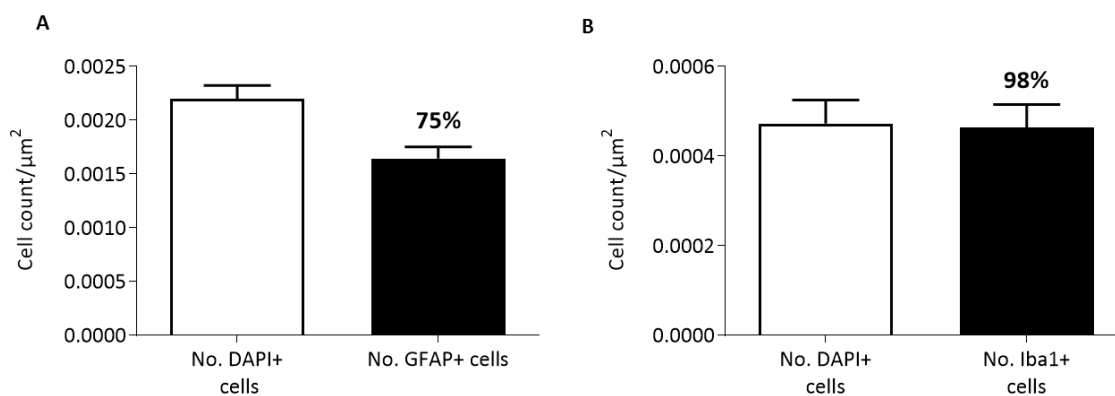 A
Cell count/µm²
0.0025
0.0020
0.0015
0.0010
0.0005
0.0000
75%
No. DAPI+
cells
No. GFAP+ cells
B
Cell count/µm²
0.0006
0.0004
0.0002
0.0000
98%
No. DAPI+
cells
No. Iba1+
cells